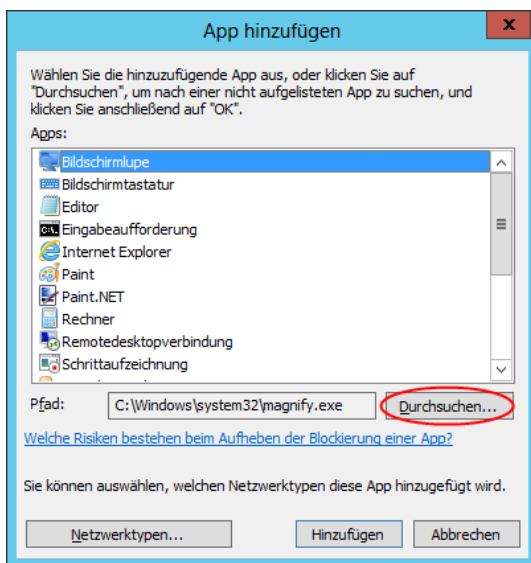 App hinzufügen
x
Wählen Sie die hinzuzufügende App aus, oder klicken Sie auf
"Durchsuchen", um nach einer nicht aufgelisteten App zu suchen, und
klicken Sie anschließend auf "OK".
Apps:
Bildschirmlupe
Bildschirmtastatur
Editor
Eingabeaufforderung
Internet Explorer
Paint
Paint.NET
Rechner
Remotedesktopverbindung
Schrittaufzeichnung
Pfad: C:\Windows\system32\magnify.exe Durchsuchen...
Welche Risiken bestehen beim Aufheben der Blockierung einer App?
Sie können auswählen, welchen Netzwerktypen diese App hinzugefügt wird.
Netzwerktypen... Hinzufügen Abbrechen